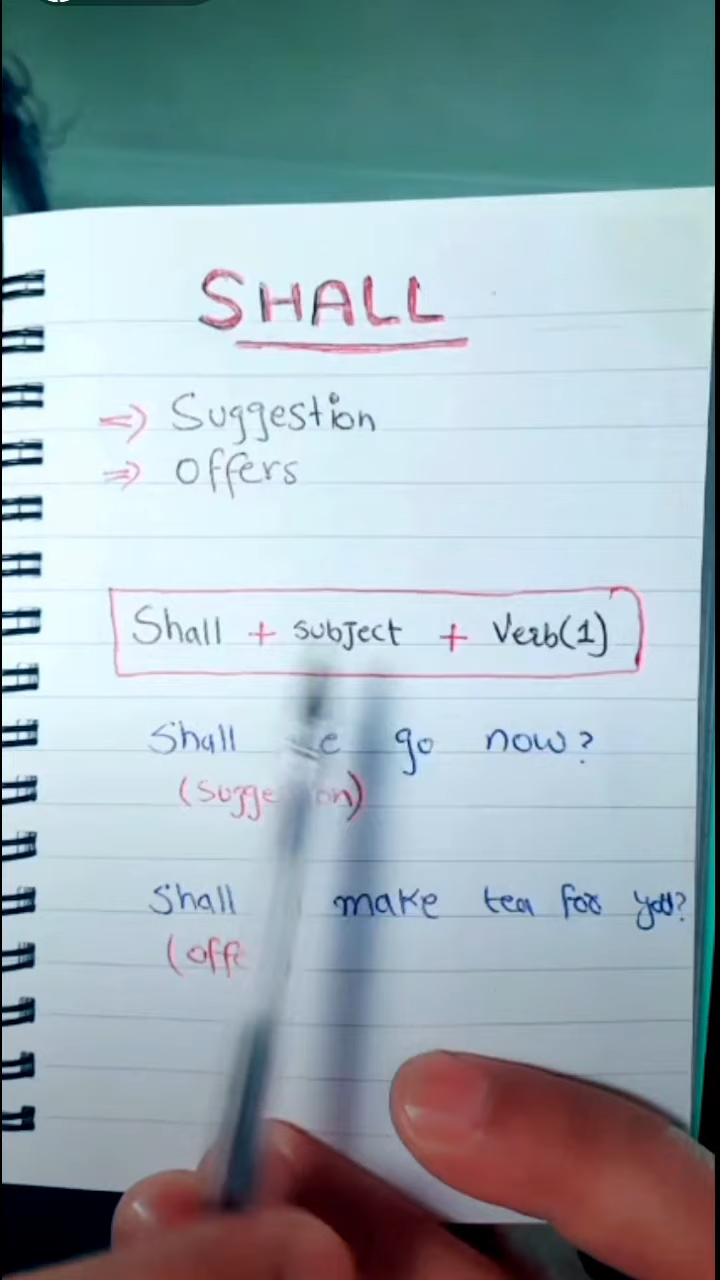 SHALL
⇒ Suggestion
⇒ Offers
Shall + subject + Verb(1)
Shall go now?
Shall make tea for you?